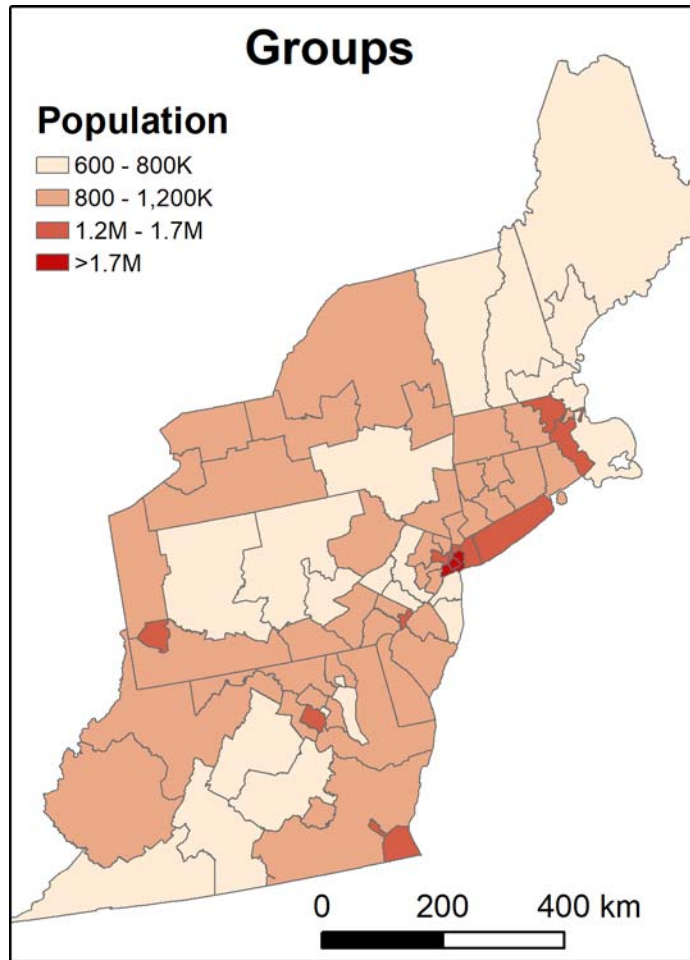 Groups
Population
600 - 800K
800 - 1,200K
1.2M - 1.7M
>1.7M
0 200 400 km